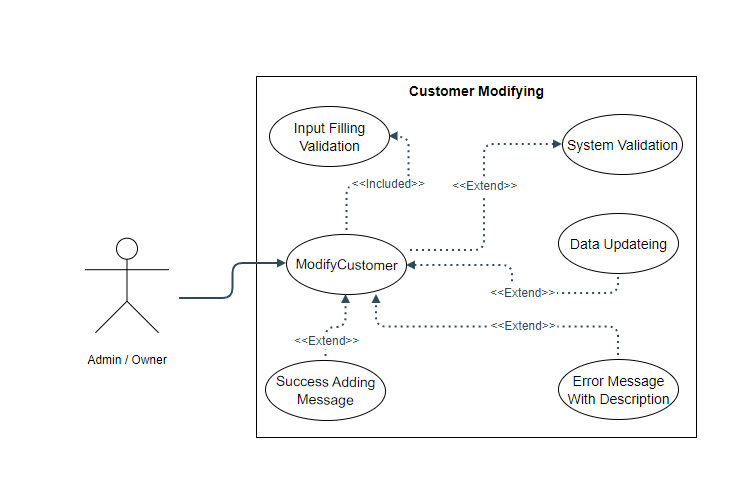 Customer Modifying
Input Filling
Validation
System Validation
<<Included>>
<<Extend>>
Data Updateing
ModifyCustomer
<<Extend>>
<<Extend>>
<<Extend>>
Admin / Owner
Success Adding
Message
Error Message
With Description